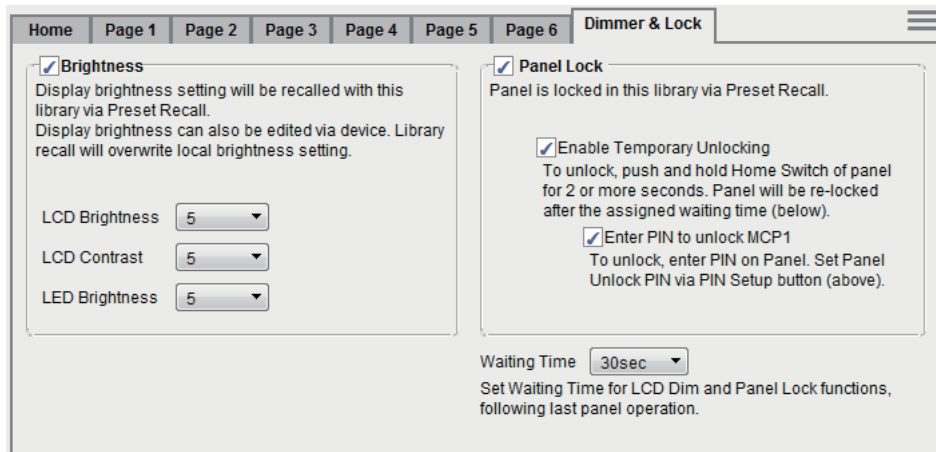 Home Page 1 Page 2 Page 3 Page 4 Page 5 Page 6 Dimmer & Lock
Brightness
Display brightness setting will be recalled with this
library via Preset Recall.
Display brightness can also be edited via device. Library
recall will overwrite local brightness setting.
LCD Brightness 5
LCD Contrast 5
LED Brightness 5
Panel Lock
Panel is locked in this library via Preset Recall.
Enable Temporary Unlocking
To unlock, push and hold Home Switch of panel
for 2 or more seconds. Panel will be re-locked
after the assigned waiting time (below).
Enter PIN to unlock MCP1
To unlock, enter PIN on Panel. Set Panel
Unlock PIN via PIN Setup button (above).
Waiting Time 30sec
Set Waiting Time for LCD Dim and Panel Lock functions,
following last panel operation.